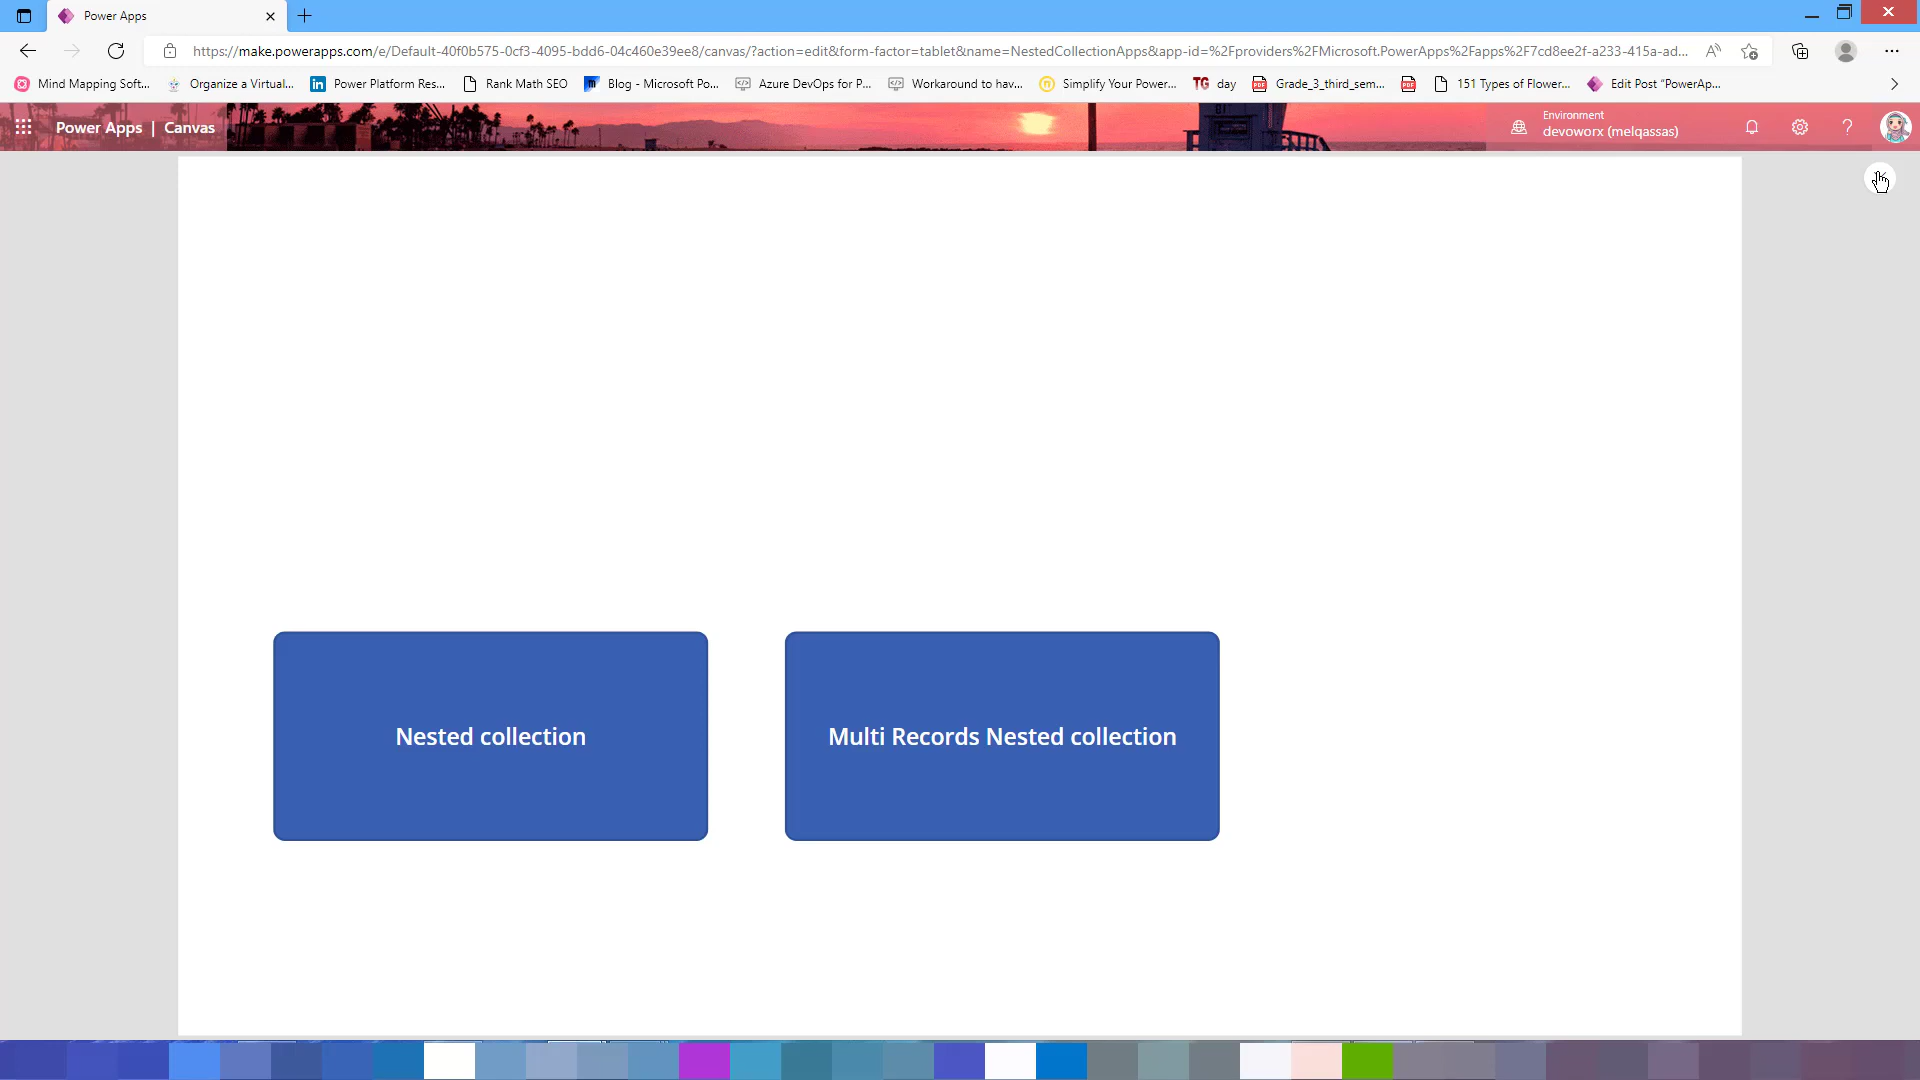 Power Apps
https://make.powerapps.com/e/Default-40f0b575-0cf3-4095-bdd6-04c460e39ee8/canvas/?action=edit&form-factor=tablet&name=NestedCollectionApps&app-id=%2Fproviders%2FMicrosoft.PowerApps%2Fapps%2F7cd8ee2f-a233-415a-ad...
Mind Mapping Soft... Organize a Virtual... Power Platform Res... Rank Math SEO Blog - Microsoft Po... Azure DevOps for P... Workaround to hav... Simplify Your Power... TG day Grade_3_third_sem... 151 Types of Flower... Edit Post "PowerAp...
Power Apps | Canvas
Environment
devoworx (melqassas)
Nested collection
Multi Records Nested collection